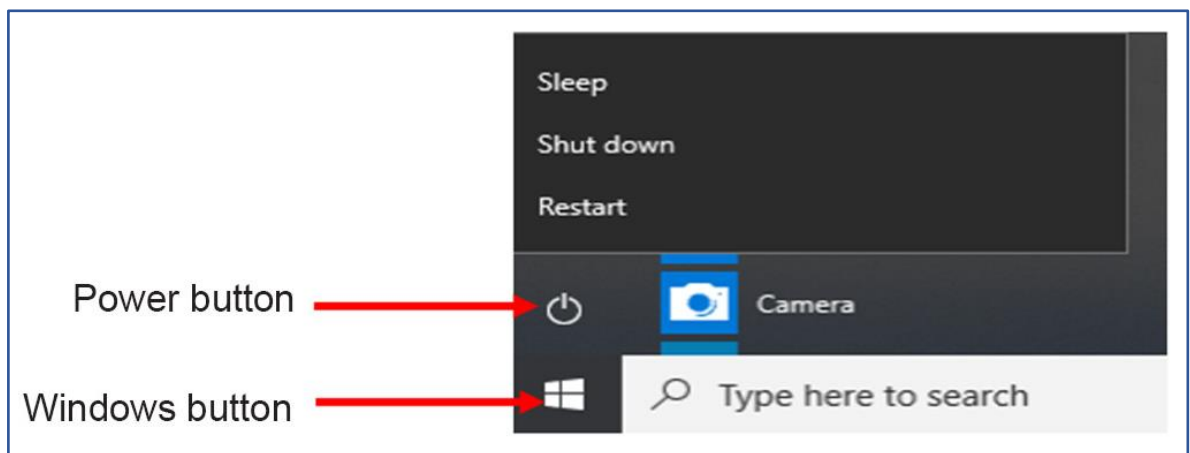 Sleep
Shut down
Restart
Power button
Camera
Windows button
Type here to search